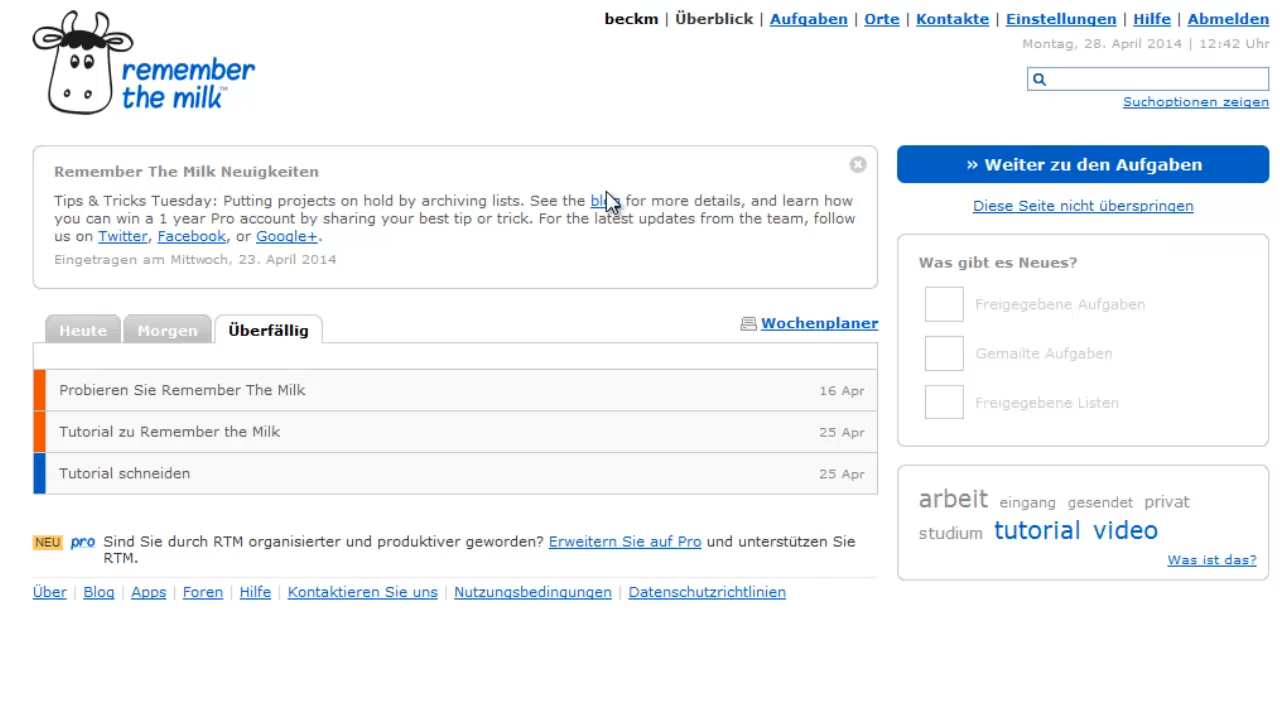 remember
the milk™
beckm | Überblick | Aufgaben | Orte | Kontakte | Einstellungen | Hilfe | Abmelden
Montag, 28. April 2014 | 12:42 Uhr
Suchoptionen zeigen
Remember The Milk Neuigkeiten
Tips & Tricks Tuesday: Putting projects on hold by archiving lists. See the blog for more details, and learn how
you can win a 1 year Pro account by sharing your best tip or trick. For the latest updates from the team, follow
us on Twitter, Facebook, or Google+.
Eingetragen am Mittwoch, 23. April 2014
» Weiter zu den Aufgaben
Diese Seite nicht überspringen
Was gibt es Neues?
Freigegebene Aufgaben
Gemailte Aufgaben
Freigegebene Listen
Heute Morgen Überfällig
Wochenplaner
Probieren Sie Remember The Milk 16 Apr
Tutorial zu Remember the Milk 25 Apr
Tutorial schneiden 25 Apr
arbeit eingang gesendet privat
studium tutorial video
Was ist das?
NEU pro Sind Sie durch RTM organisierter und produktiver geworden? Erweitern Sie auf Pro und unterstützen Sie
RTM.
Über | Blog | Apps | Foren | Hilfe | Kontaktieren Sie uns | Nutzungsbedingungen | Datenschutzrichtlinien